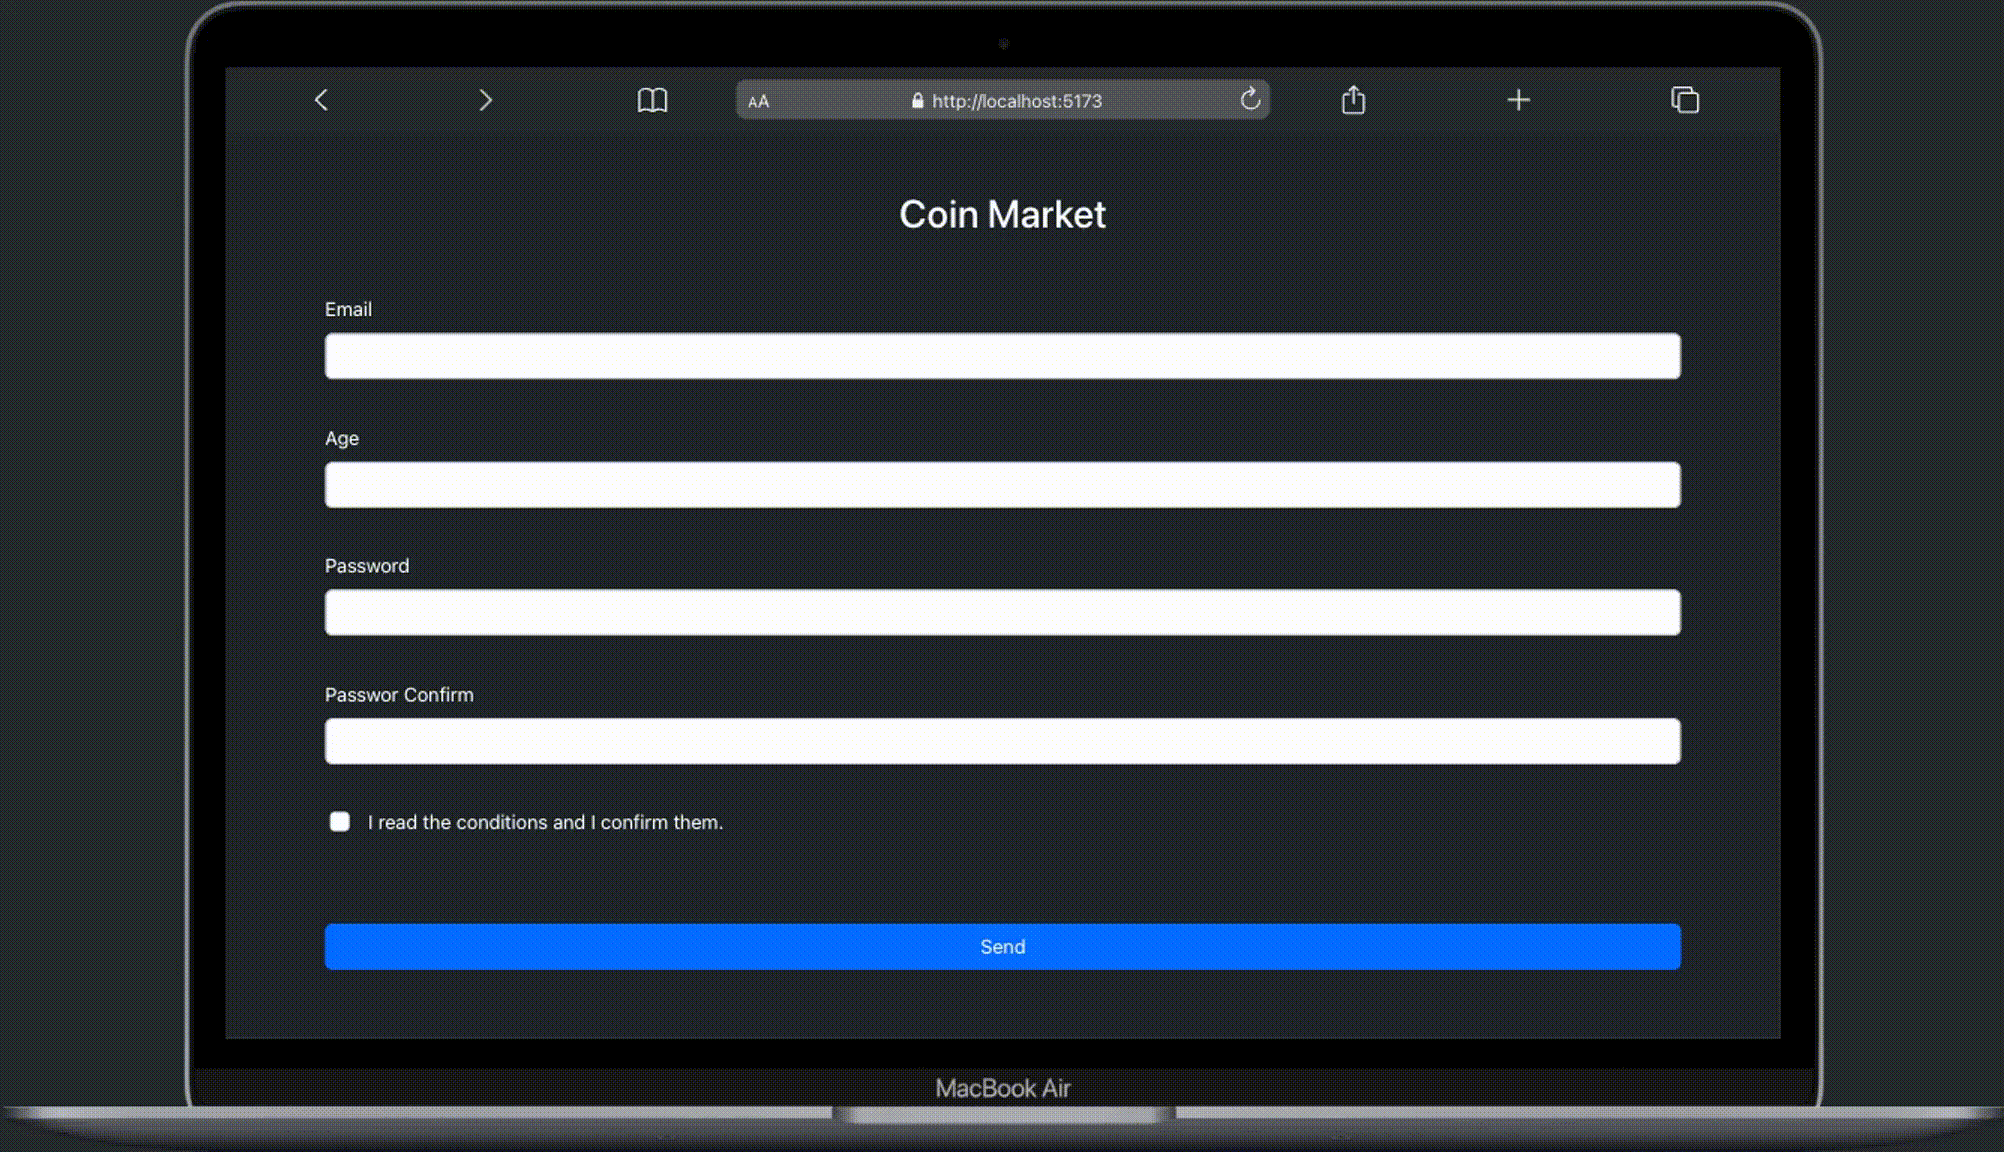 AA http://localhost:5173
Coin Market
Email
Age
Password
Passwor Confirm
I read the conditions and I confirm them.
Send
MacBook Air